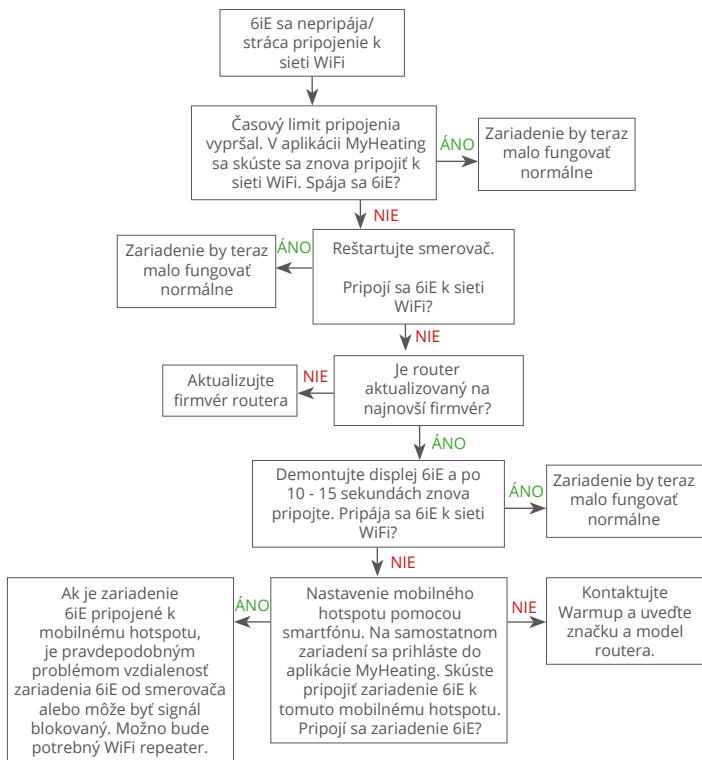 6iE sa nepripája/
stráca pripojenie k
sieti WiFi
Časový limit pripojenia
vypršal. V aplikácii MyHeating
sa skúste sa znova pripojiť k
sieti WiFi. Spája sa 6iE?
ÁNO
Zariadenie by teraz
malo fungovať
normálne
NIE
Zariadenie by teraz
malo fungovať
normálne
ÁNO
Reštartujte smerovač.
Pripojí sa 6iE k sieti
WiFi?
NIE
Aktualizujte
firmvér routera
NIE
Je router
aktualizovaný na
najnovší firmvér?
ÁNO
Demontujte displej 6iE a po
10 - 15 sekundách znova
pripojte. Pripája sa 6iE k sieti
WiFi?
ÁNO
Zariadenie by teraz
malo fungovať
normálne
NIE
Ak je zariadenie
6iE pripojené k
mobilnému hotspotu,
je pravdepodobným
problémom vzdialenosť
zariadenia 6iE od smerovača
alebo môže byť signál
blokovaný. Možno bude
potrebný WiFi repeater.
ÁNO
Nastavenie mobilného
hotspotu pomocou
smartfónu. Na samostatnom
zariadení sa prihláste do
aplikácie MyHeating. Skúste
pripojiť zariadenie 6iE k
tomuto mobilnému hotspotu.
Pripojí sa zariadenie 6iE?
NIE
Kontaktujte
Warmup a uveďte
značku a model
routera.